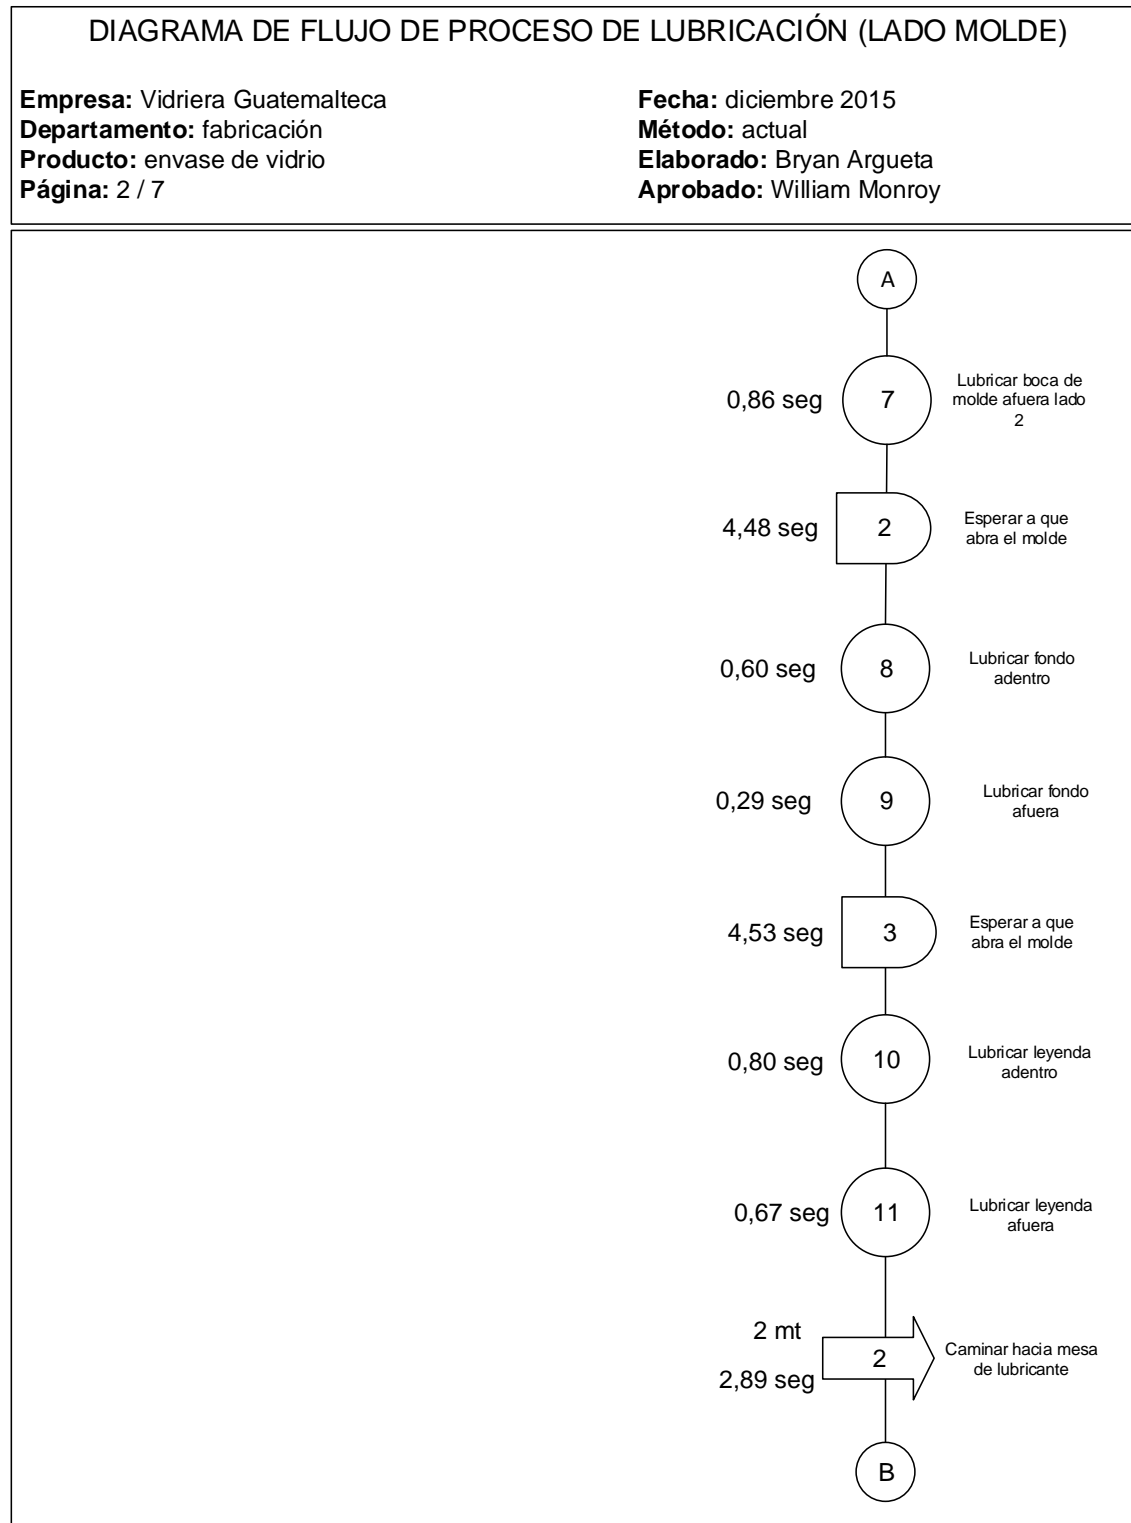 DIAGRAMA DE FLUJO DE PROCESO DE LUBRICACIÓN (LADO MOLDE)
Empresa: Vidriera Guatemalteca
Departamento: fabricación
Producto: envase de vidrio
Página: 2 / 7
Fecha: diciembre 2015
Método: actual
Elaborado: Bryan Argueta
Aprobado: William Monroy
A
0,86 seg
7
Lubricar boca de
molde afuera lado
2
4,48 seg
2
Esperar a que
abra el molde
0,60 seg
8
Lubricar fondo
adentro
0,29 seg
9
Lubricar fondo
afuera
4,53 seg
3
Esperar a que
abra el molde
0,80 seg
10
Lubricar leyenda
adentro
0,67 seg
11
Lubricar leyenda
afuera
2 mt
2,89 seg
2
Caminar hacia mesa
de lubricante
B